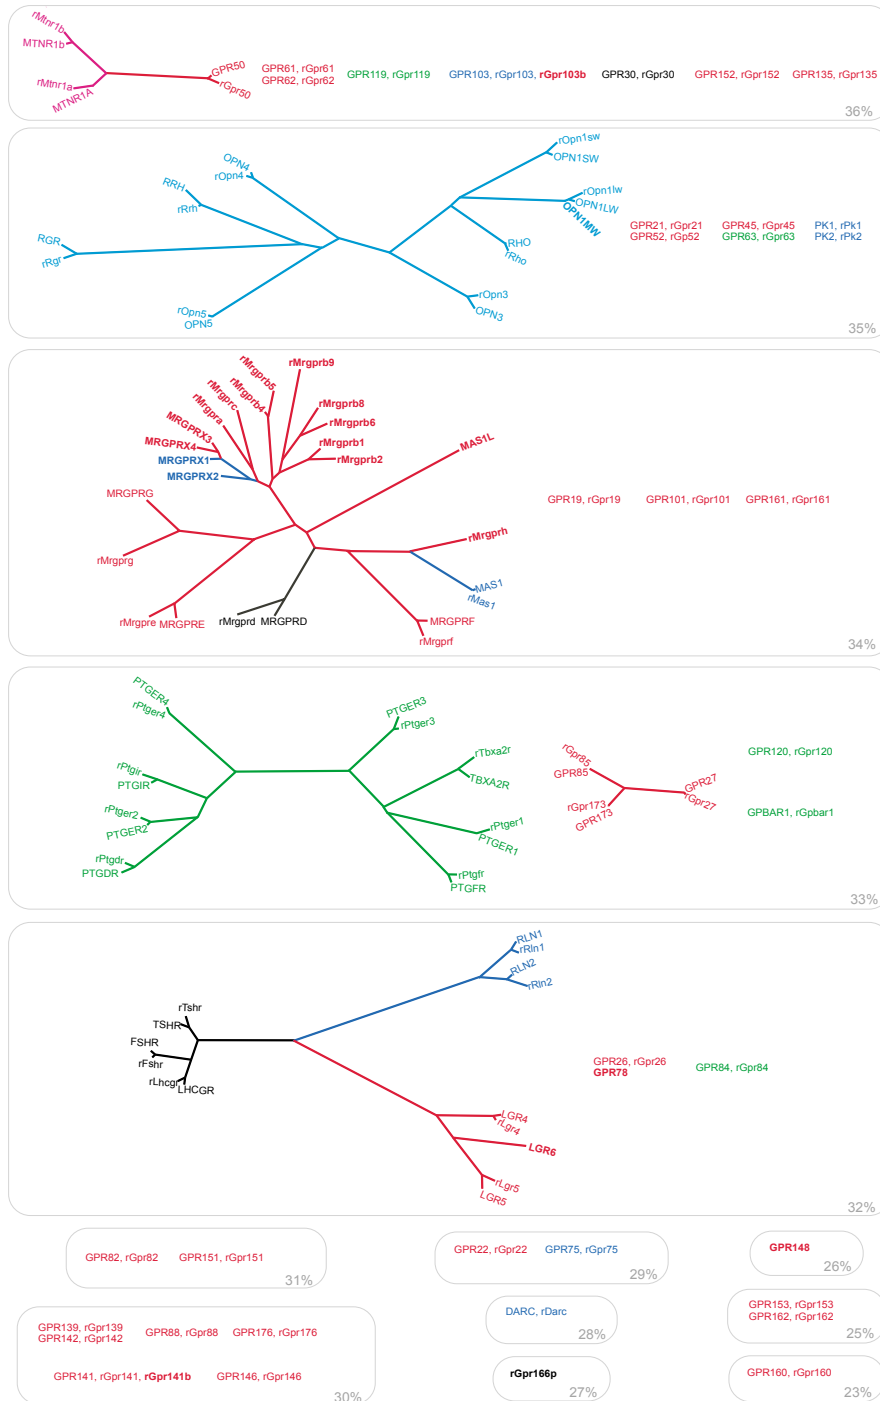 rMtnr1b
MTNR1b
rMtnr1a
MTNR1A
GPR50
rGpr50
GPR61, rGpr61
GPR62, rGpr62
GPR119, rGpr119
GPR103, rGpr103, rGpr103b
GPR30, rGpr30
GPR152, rGpr152
GPR135, rGpr135
36%
rOpn1sw
OPN1SW
OPN4
rOpn4
RRH
rRrh
rOpn1lw
OPN1LW
OPN1MW
RGR
rRgr
RHO
rRho
rOpn5
OPN5
rOpn3
OPN3
GPR21, rGpr21
GPR52, rGp52
GPR45, rGpr45
GPR63, rGpr63
PK1, rPk1
PK2, rPk2
35%
rMrgprb9
rMrgprb5
rMrgprb4
rMrgprc
rMrgpra
rMrgprb8
rMrgprb6
MRGPRX3
MRGPRX4
MRGPRX1
MRGPRX2
rMrgprb1
rMrgprb2
MAS1L
MRGPRG
rMrgprg
rMrgprh
MAS1
rMas1
rMrgpre
MRGPRE
rMrgprd
MRGPRD
MRGPRF
rMrgprf
GPR19, rGpr19
GPR101, rGpr101
GPR161, rGpr161
34%
PTGER4
rPtger4
PTGER3
rPtger3
rPtgir
PTGIR
rTbxa2r
TBXA2R
rPtger2
PTGER2
rPtger1
PTGER1
rPtgdr
PTGDR
rPtgfr
PTGFR
rGpr85
GPR85
rGpr173
GPR173
GPR27
rGpr27
GPR120, rGpr120
GPBAR1, rGpbar1
33%
RLN1
rRln1
RLN2
rRln2
rTshr
TSHR
FSHR
rFshr
rLhcgr
LHCGR
LGR4
rLgr4
LGR6
rLgr5
LGR5
GPR26, rGpr26
GPR78
GPR84, rGpr84
32%
GPR82, rGpr82
GPR151, rGpr151
31%
GPR22, rGpr22
GPR75, rGpr75
29%
GPR148
26%
GPR139, rGpr139
GPR142, rGpr142
GPR88, rGpr88
GPR176, rGpr176
GPR141, rGpr141, rGpr141b
GPR146, rGpr146
30%
DARC, rDarc
28%
GPR153, rGpr153
GPR162, rGpr162
25%
rGpr166p
27%
GPR160, rGpr160
23%